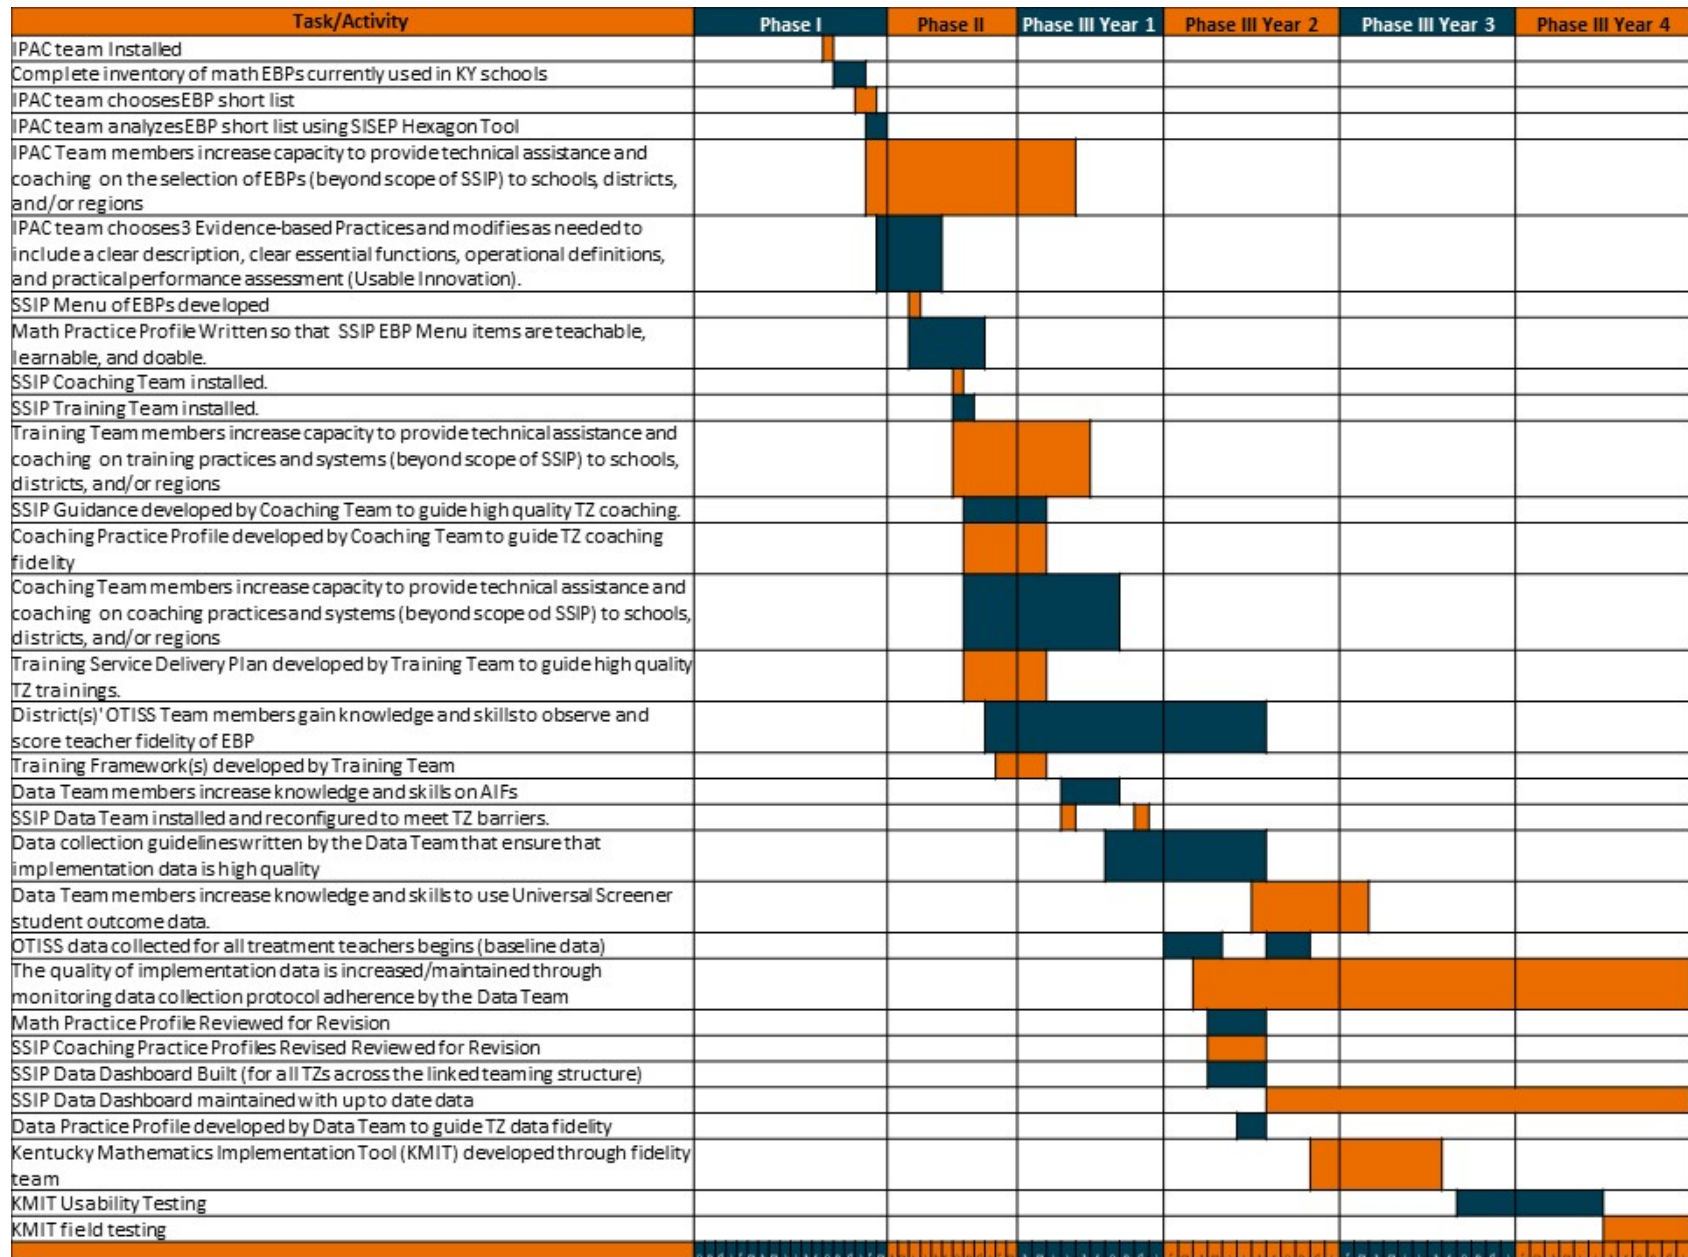 Task/Activity Phase I Phase II Phase III Year 1 Phase III Year 2 Phase III Year 3 Phase III Year 4
IPAC team Installed
Complete inventory of math EBPs currently used in KY schools
IPAC team chooses EBP short list
IPAC team analyzes EBP short list using SISEP Hexagon Tool
IPAC Team members increase capacity to provide technical assistance and
coaching on the selection of EBPs (beyond scope of SSIP) to schools, districts,
and/or regions
IPAC team chooses 3 Evidence-based Practices and modifies as needed to
include a clear description, clear essential functions, operational definitions,
and practical performance assessment (Usable Innovation).
SSIP Menu of EBPs developed
Math Practice Profile Written so that SSIP EBP Menu items are teachable,
learnable, and doable.
SSIP Coaching Team installed.
SSIP Training Team installed.
Training Team members increase capacity to provide technical assistance and
coaching on training practices and systems (beyond scope of SSIP) to schools,
districts, and/or regions
SSIP Guidance developed by Coaching Team to guide high quality TZ coaching.
Coaching Practice Profile developed by Coaching Team to guide TZ coaching
fidelity
Coaching Team members increase capacity to provide technical assistance and
coaching on coaching practices and systems (beyond scope od SSIP) to schools,
districts, and/or regions
Training Service Delivery Plan developed by Training Team to guide high quality
TZ trainings.
District(s)' OTISS Team members gain knowledge and skills to observe and
score teacher fidelity of EBP
Training Framework(s) developed by Training Team
Data Team members increase knowledge and skills on AIFs
SSIP Data Team installed and reconfigured to meet TZ barriers.
Data collection guidelines written by the Data Team that ensure that
implementation data is high quality
Data Team members increase knowledge and skills to use Universal Screener
student outcome data.
OTISS data collected for all treatment teachers begins (baseline data)
The quality of implementation data is increased/maintained through
monitoring data collection protocol adherence by the Data Team
Math Practice Profile Reviewed for Revision
SSIP Coaching Practice Profiles Revised Reviewed for Revision
SSIP Data Dashboard Built (for all TZs across the linked teaming structure)
SSIP Data Dashboard maintained with up to date data
Data Practice Profile developed by Data Team to guide TZ data fidelity
Kentucky Mathematics Implementation Tool (KMIT) developed through fidelity
team
KMIT Usability Testing
KMIT field testing